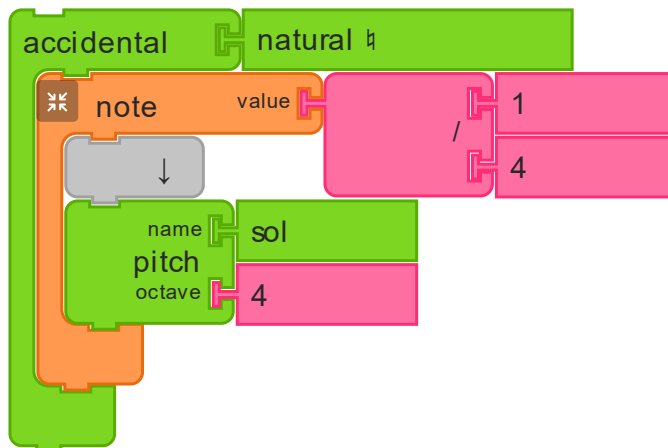 accidental natural ♮
note value 1
/
4
↓
name sol
pitch
octave 4